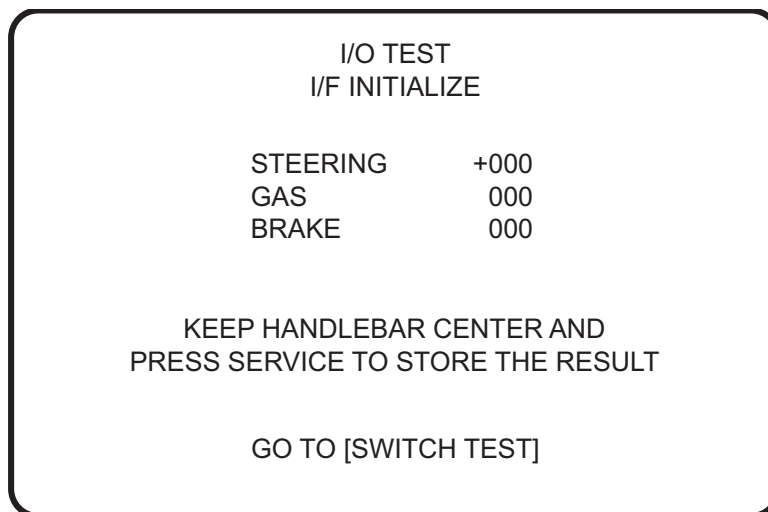 I/O TEST
I/F INITIALIZE
STEERING +000
GAS 000
BRAKE 000
KEEP HANDLEBAR CENTER AND
PRESS SERVICE TO STORE THE RESULT
GO TO [SWITCH TEST]